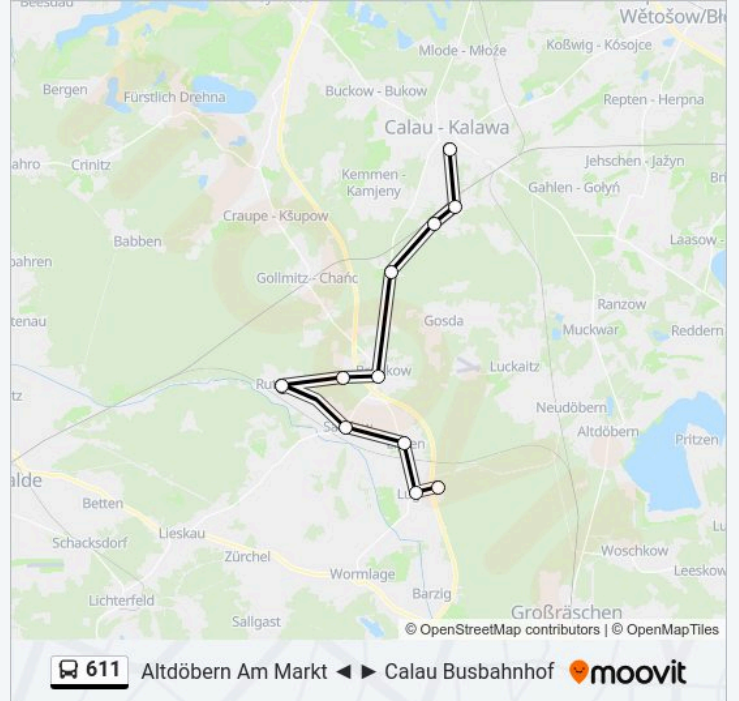 Beesdau
Wětošow/Bł
Mlode - Młoźe
Koßwig - Kósojce
Bergen
Fürstlich Drehna
Buckow - Bukow
Repten - Herpna
Calau - Kalawa
ahro
Crinitz
Kemmen -
Kamjeny
Jehschen - Jažyn
Gahlen - Gołyń
Craupe - Kšupow
Babben
Laasow -
pahren
Gollmitz - Chańc
Ranzow
tenau
Gosda
Muckwar
Reddern
kow
Luckaitz
Neudöbern
Altdöbern
Pritzen
alde
Betten
Lieskau
Schacksdorf
Zürchel
Woschkow
Wormlage
Leeskow
Lichterfeld
Barzig
Sallgast
Großräschen
© OpenStreetMap contributors | © OpenMapTiles
611 Altdöbern Am Markt ◄ ► Calau Busbahnhof moovit